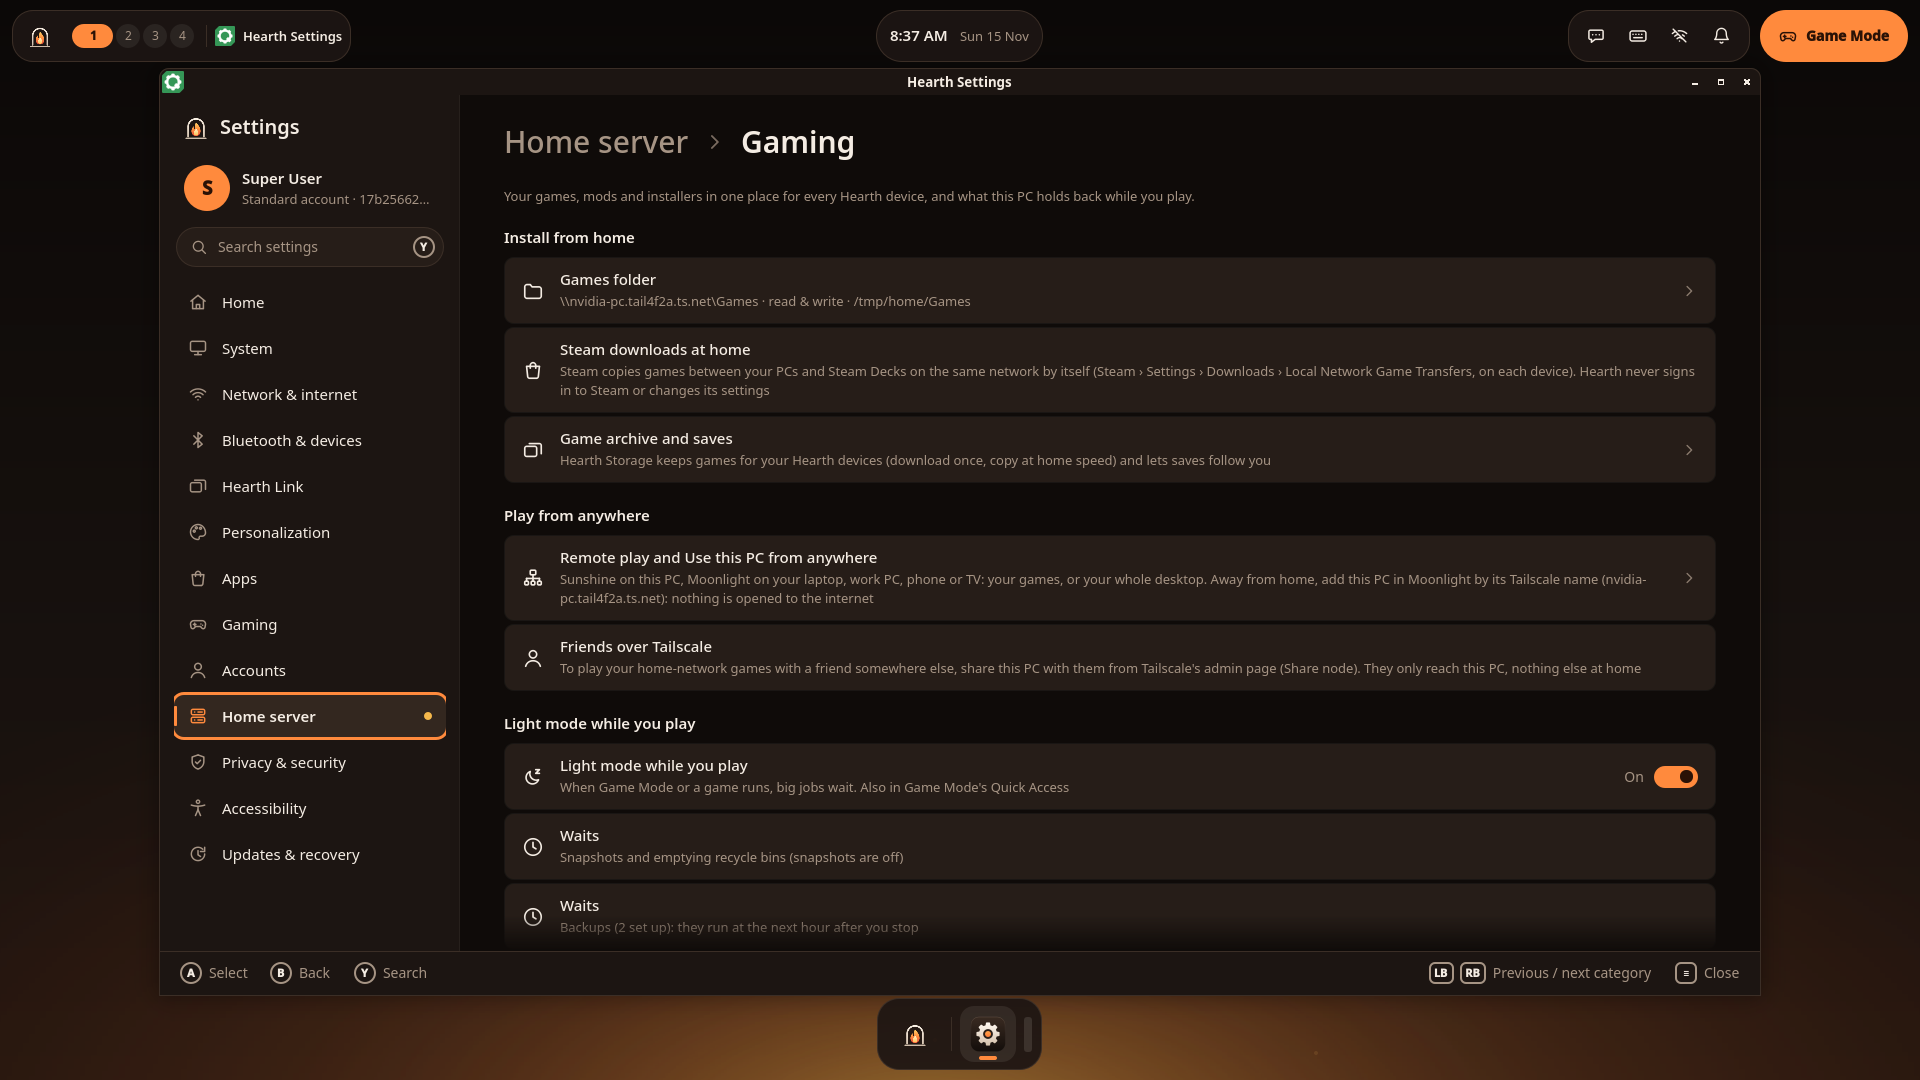 1 2 3 4 Hearth Settings
8:37 AM Sun 15 Nov
Game Mode
Hearth Settings
Settings
S
Super User
Standard account · 17b25662...
Search settings Y
Home
System
Network & internet
Bluetooth & devices
Hearth Link
Personalization
Apps
Gaming
Accounts
Home server
Privacy & security
Accessibility
Updates & recovery
Home server > Gaming
Your games, mods and installers in one place for every Hearth device, and what this PC holds back while you play.
Install from home
Games folder
\\nvidia-pc.tail4f2a.ts.net\Games · read & write · /tmp/home/Games
Steam downloads at home
Steam copies games between your PCs and Steam Decks on the same network by itself (Steam › Settings › Downloads › Local Network Game Transfers, on each device). Hearth never signs
in to Steam or changes its settings
Game archive and saves
Hearth Storage keeps games for your Hearth devices (download once, copy at home speed) and lets saves follow you
Play from anywhere
Remote play and Use this PC from anywhere
Sunshine on this PC, Moonlight on your laptop, work PC, phone or TV: your games, or your whole desktop. Away from home, add this PC in Moonlight by its Tailscale name (nvidia-
pc.tail4f2a.ts.net): nothing is opened to the internet
Friends over Tailscale
To play your home-network games with a friend somewhere else, share this PC with them from Tailscale's admin page (Share node). They only reach this PC, nothing else at home
Light mode while you play
Light mode while you play
When Game Mode or a game runs, big jobs wait. Also in Game Mode's Quick Access
On
Waits
Snapshots and emptying recycle bins (snapshots are off)
Waits
Backups (2 set up): they run at the next hour after you stop
A Select B Back Y Search
LB RB Previous / next category ≡ Close